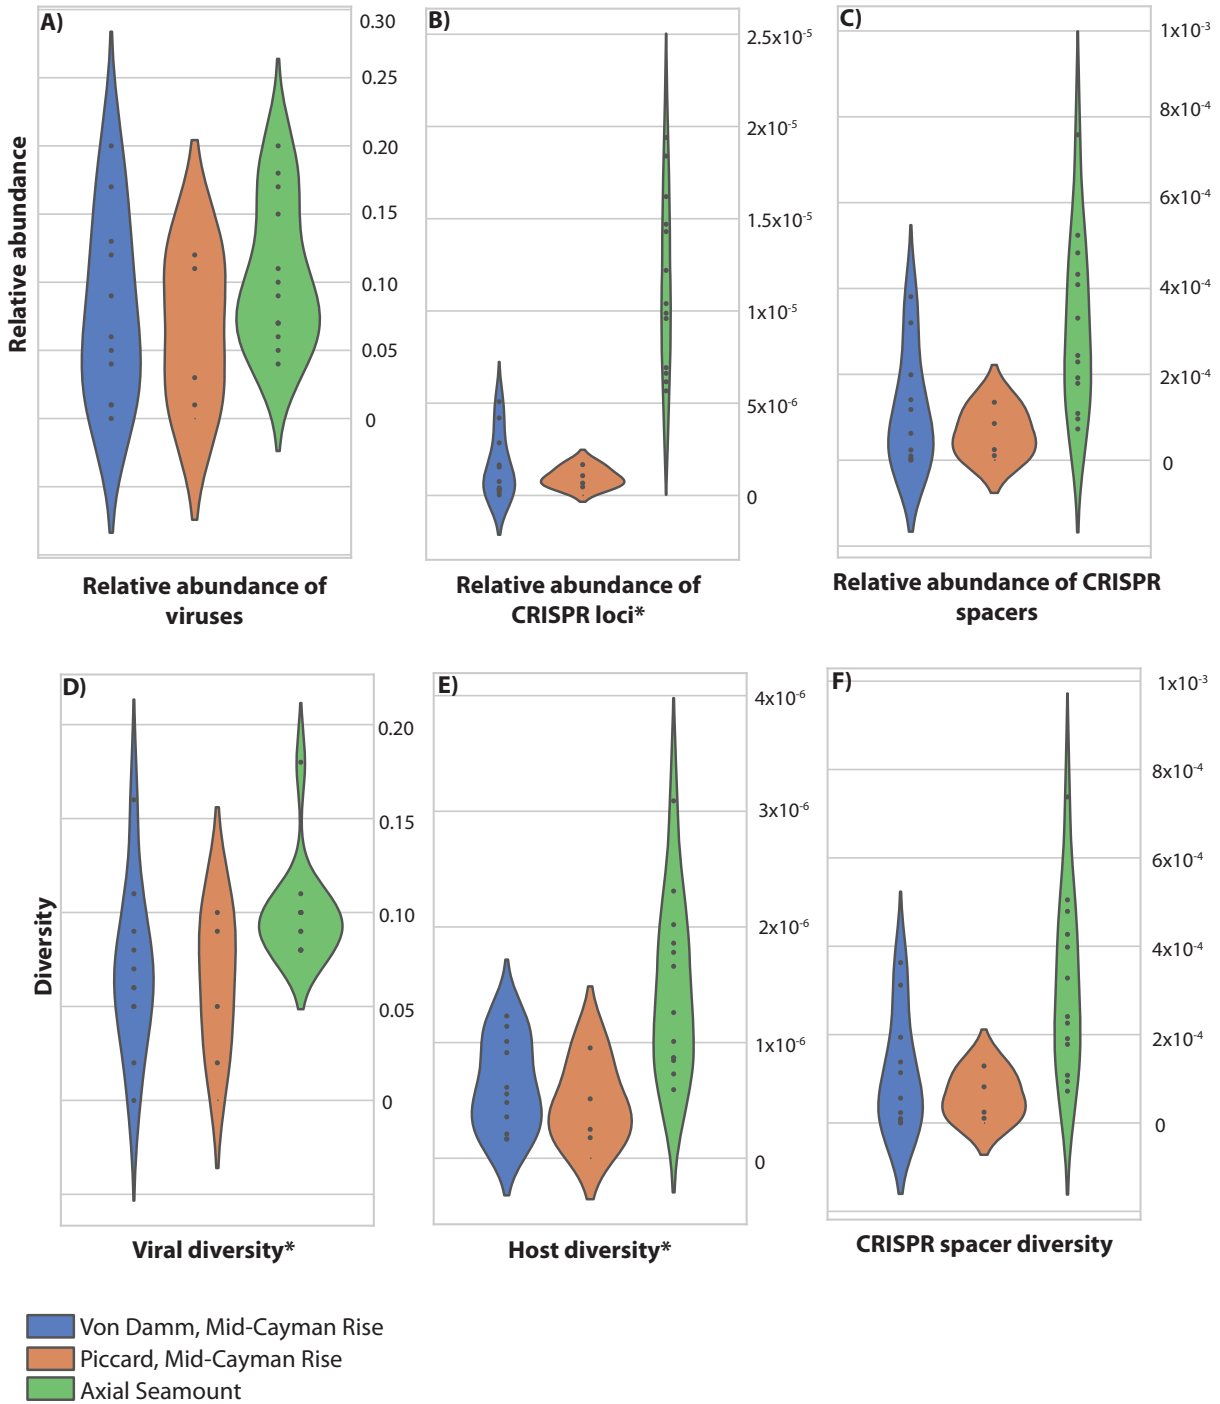 A)
0.30
0.25
0.20
0.15
0.10
0.05
0
Relative abundance
Relative abundance of
viruses
B)
2.5x10⁻⁵
2x10⁻⁵
1.5x10⁻⁵
1x10⁻⁵
5x10⁻⁶
0
Relative abundance of
CRISPR loci*
C)
1x10⁻³
8x10⁻⁴
6x10⁻⁴
4x10⁻⁴
2x10⁻⁴
0
Relative abundance of CRISPR
spacers
D)
0.20
0.15
0.10
0.05
0
Diversity
Viral diversity*
E)
4x10⁻⁶
3x10⁻⁶
2x10⁻⁶
1x10⁻⁶
0
Host diversity*
F)
1x10⁻³
8x10⁻⁴
6x10⁻⁴
4x10⁻⁴
2x10⁻⁴
0
CRISPR spacer diversity
Von Damm, Mid-Cayman Rise
Piccard, Mid-Cayman Rise
Axial Seamount